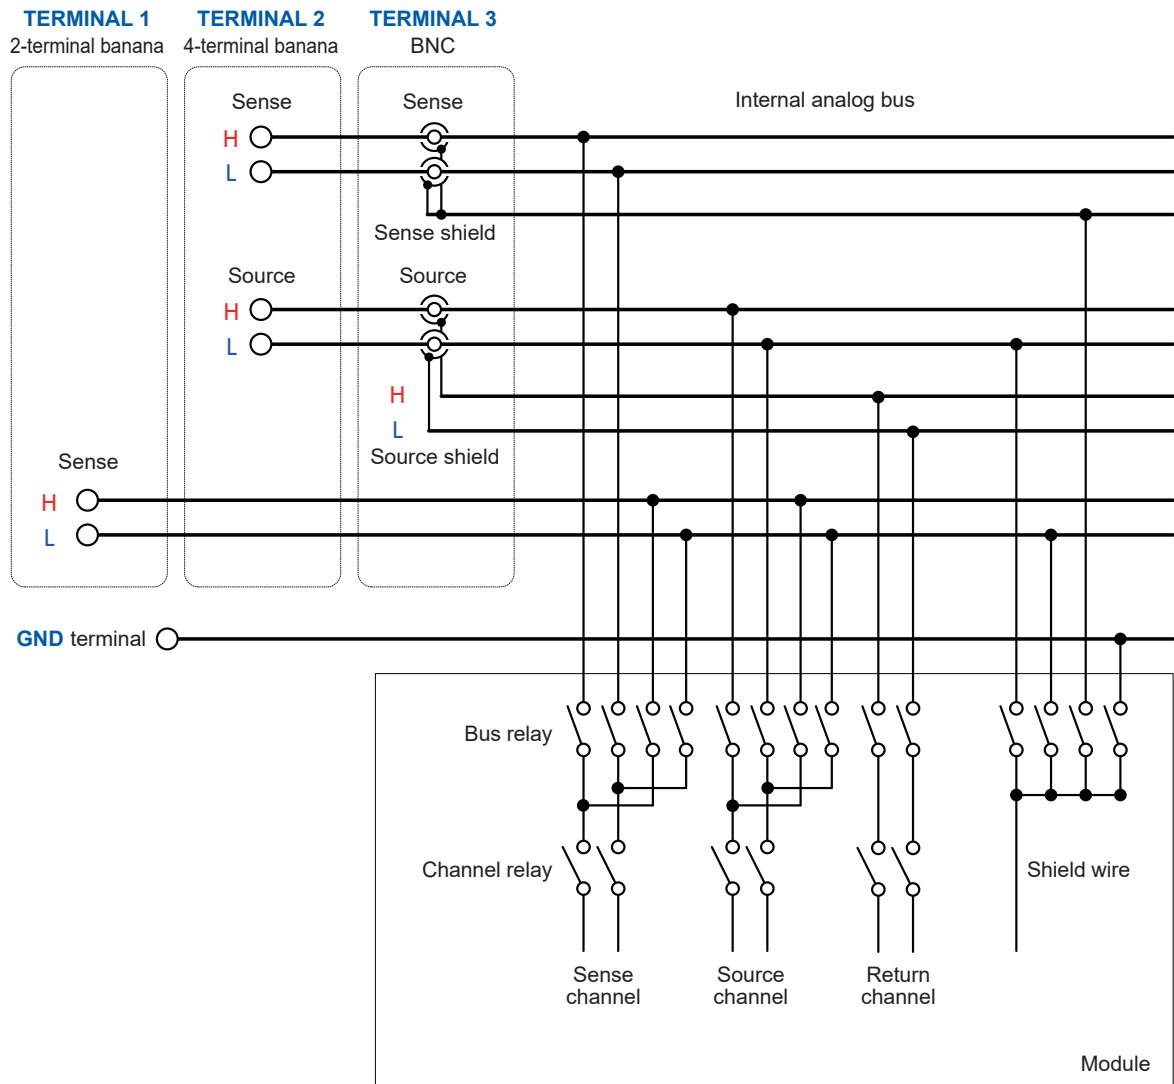 TERMINAL 1
2-terminal banana
TERMINAL 2
4-terminal banana
TERMINAL 3
BNC
Sense
Sense
Internal analog bus
H
L
Sense shield
Source
Source
H
L
H
L
Source shield
Sense
H
L
GND terminal
Bus relay
Channel relay
Shield wire
Sense
channel
Source
channel
Return
channel
Module